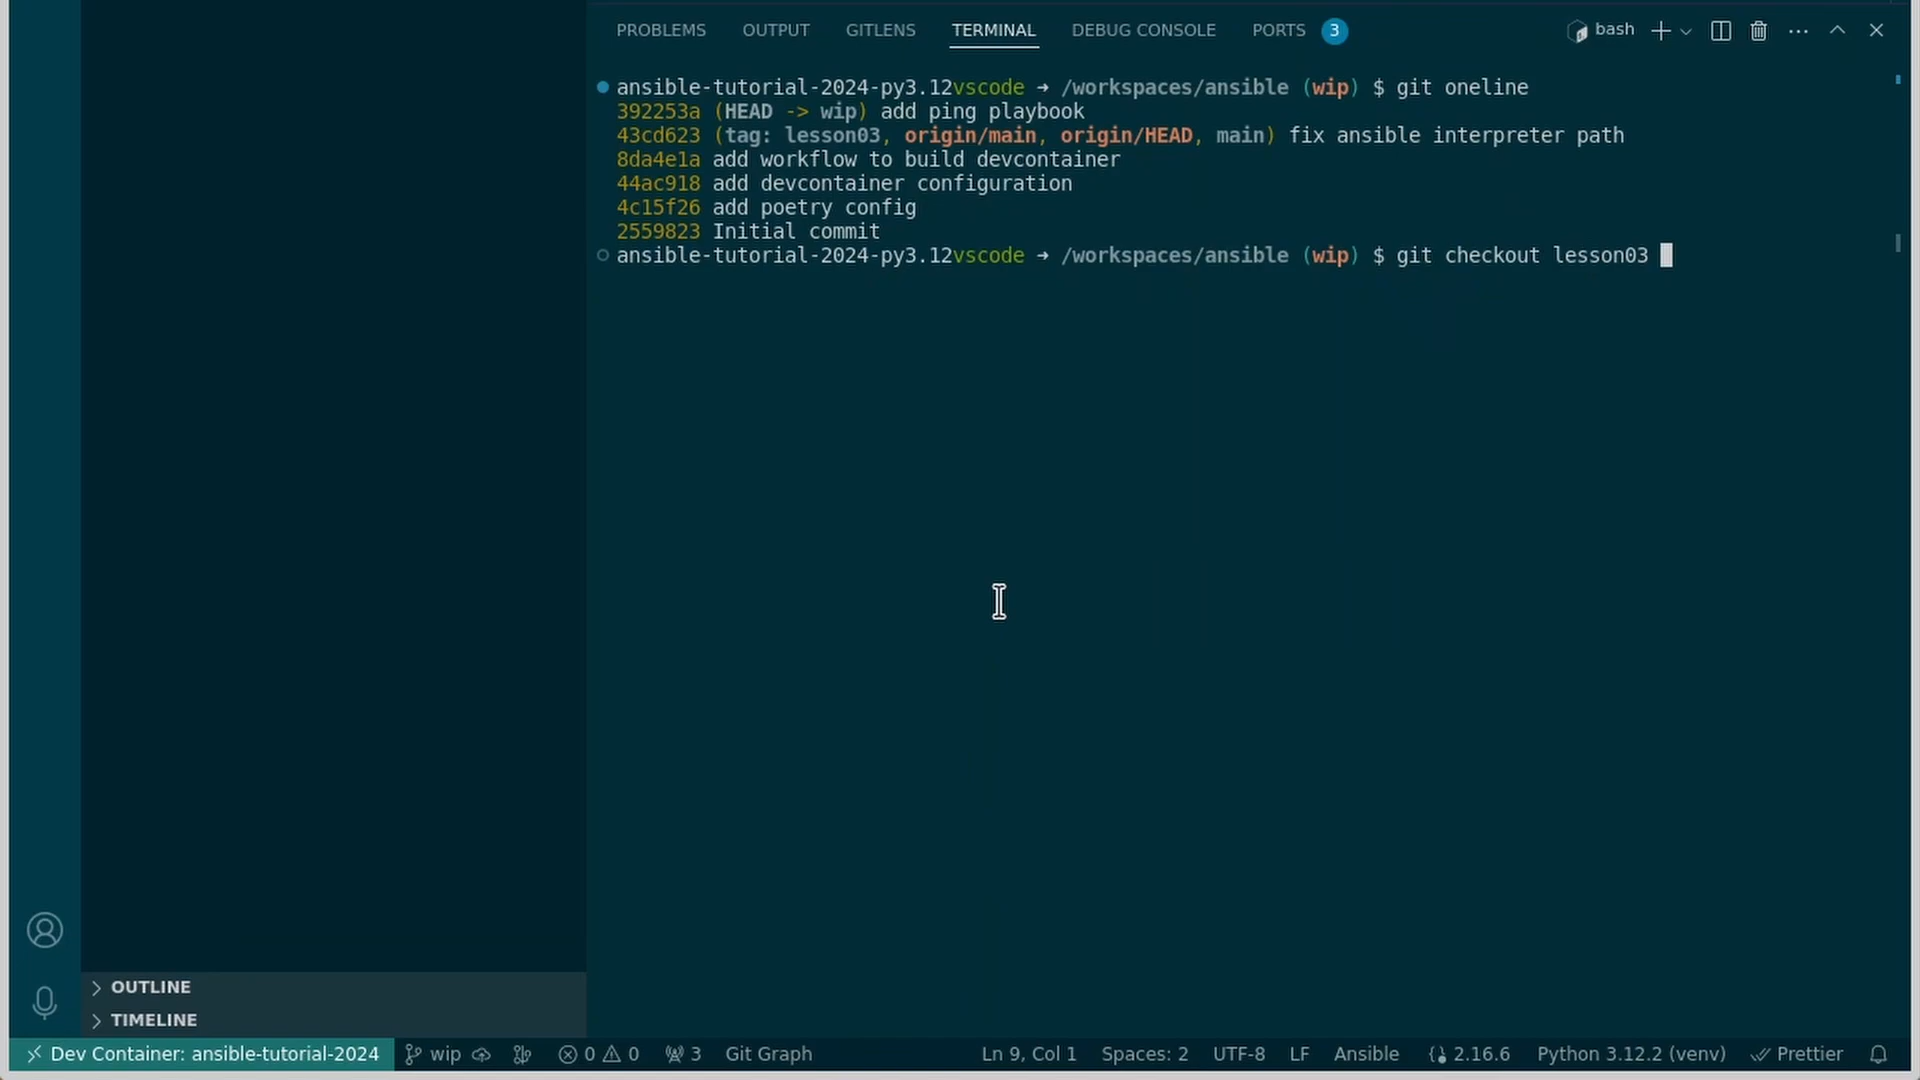 PROBLEMS OUTPUT GITLENS TERMINAL DEBUG CONSOLE PORTS 3 bash
ansible-tutorial-2024-py3.12vscode ➜ /workspaces/ansible (wip) $ git oneline
392253a (HEAD -> wip) add ping playbook
43cd623 (tag: lesson03, origin/main, origin/HEAD, main) fix ansible interpreter path
8da4e1a add workflow to build devcontainer
44ac918 add devcontainer configuration
4c15f26 add poetry config
2559823 Initial commit
ansible-tutorial-2024-py3.12vscode ➜ /workspaces/ansible (wip) $ git checkout lesson03
OUTLINE
TIMELINE
Dev Container: ansible-tutorial-2024 wip 0 0 3 Git Graph Ln 9, Col 1 Spaces: 2 UTF-8 LF Ansible 2.16.6 Python 3.12.2 (venv) Prettier